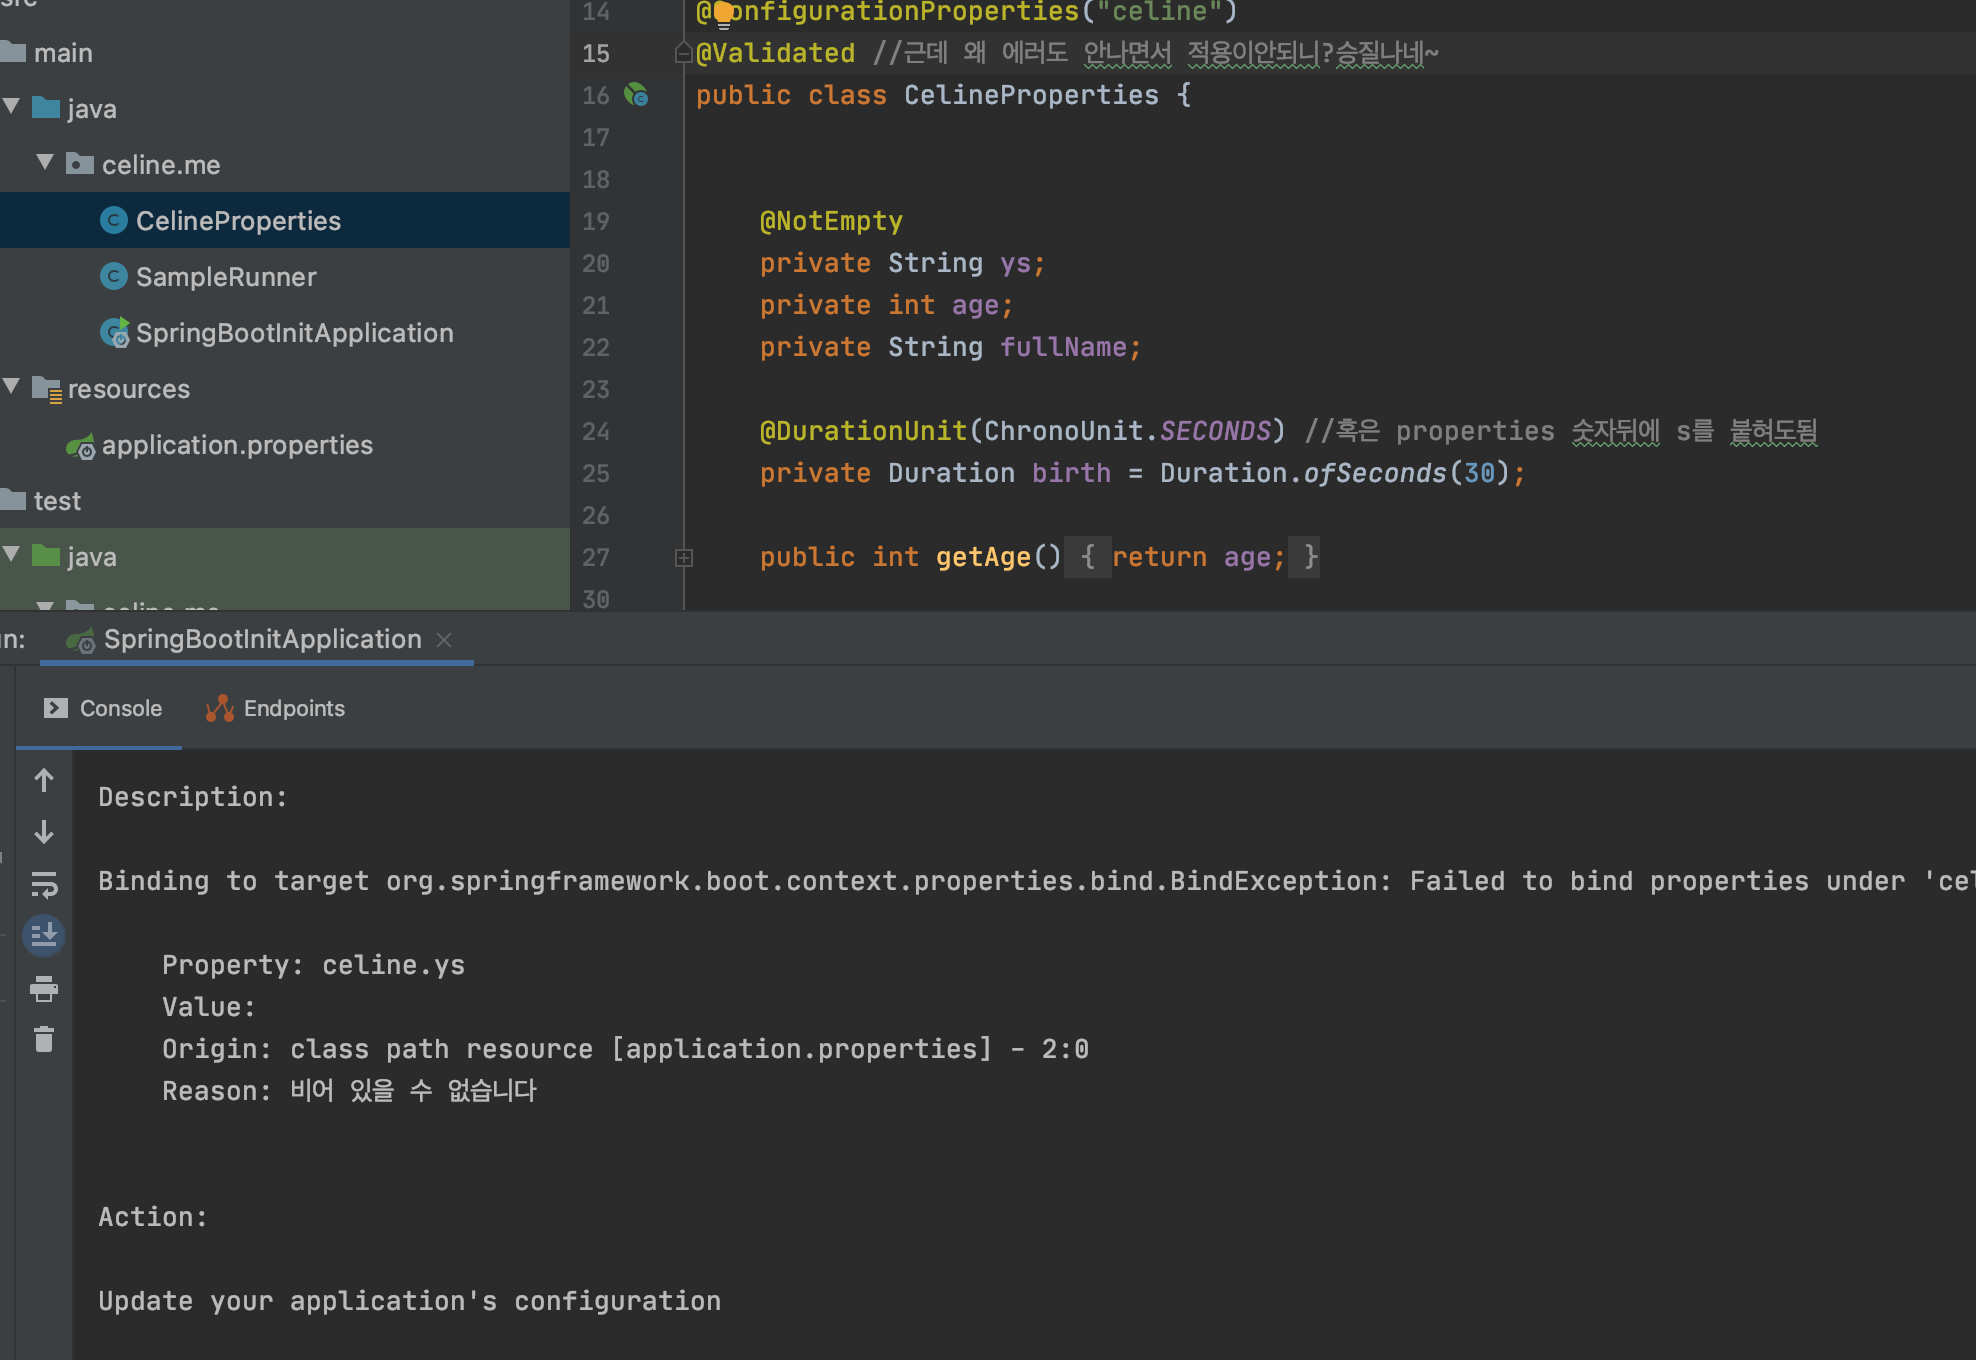 src
main
java
celine.me
CelineProperties
SampleRunner
SpringBootInitApplication
resources
application.properties
test
java
celine.me
14 @ConfigurationProperties("celine")
15 @Validated //근데 왜 에러도 안나면서 적용이안되니?승질나네~
16 public class CelineProperties {
17
18
19 @NotEmpty
20 private String ys;
21 private int age;
22 private String fullName;
23
24 @DurationUnit(ChronoUnit.SECONDS) //혹은 properties 숫자뒤에 s를 붙혀도됨
25 private Duration birth = Duration.ofSeconds(30);
26
27 public int getAge() { return age; }
30
un: SpringBootInitApplication
Console Endpoints
Description:
Binding to target org.springframework.boot.context.properties.bind.BindException: Failed to bind properties under 'cel
Property: celine.ys
Value:
Origin: class path resource [application.properties] - 2:0
Reason: 비어 있을 수 없습니다
Action:
Update your application's configuration